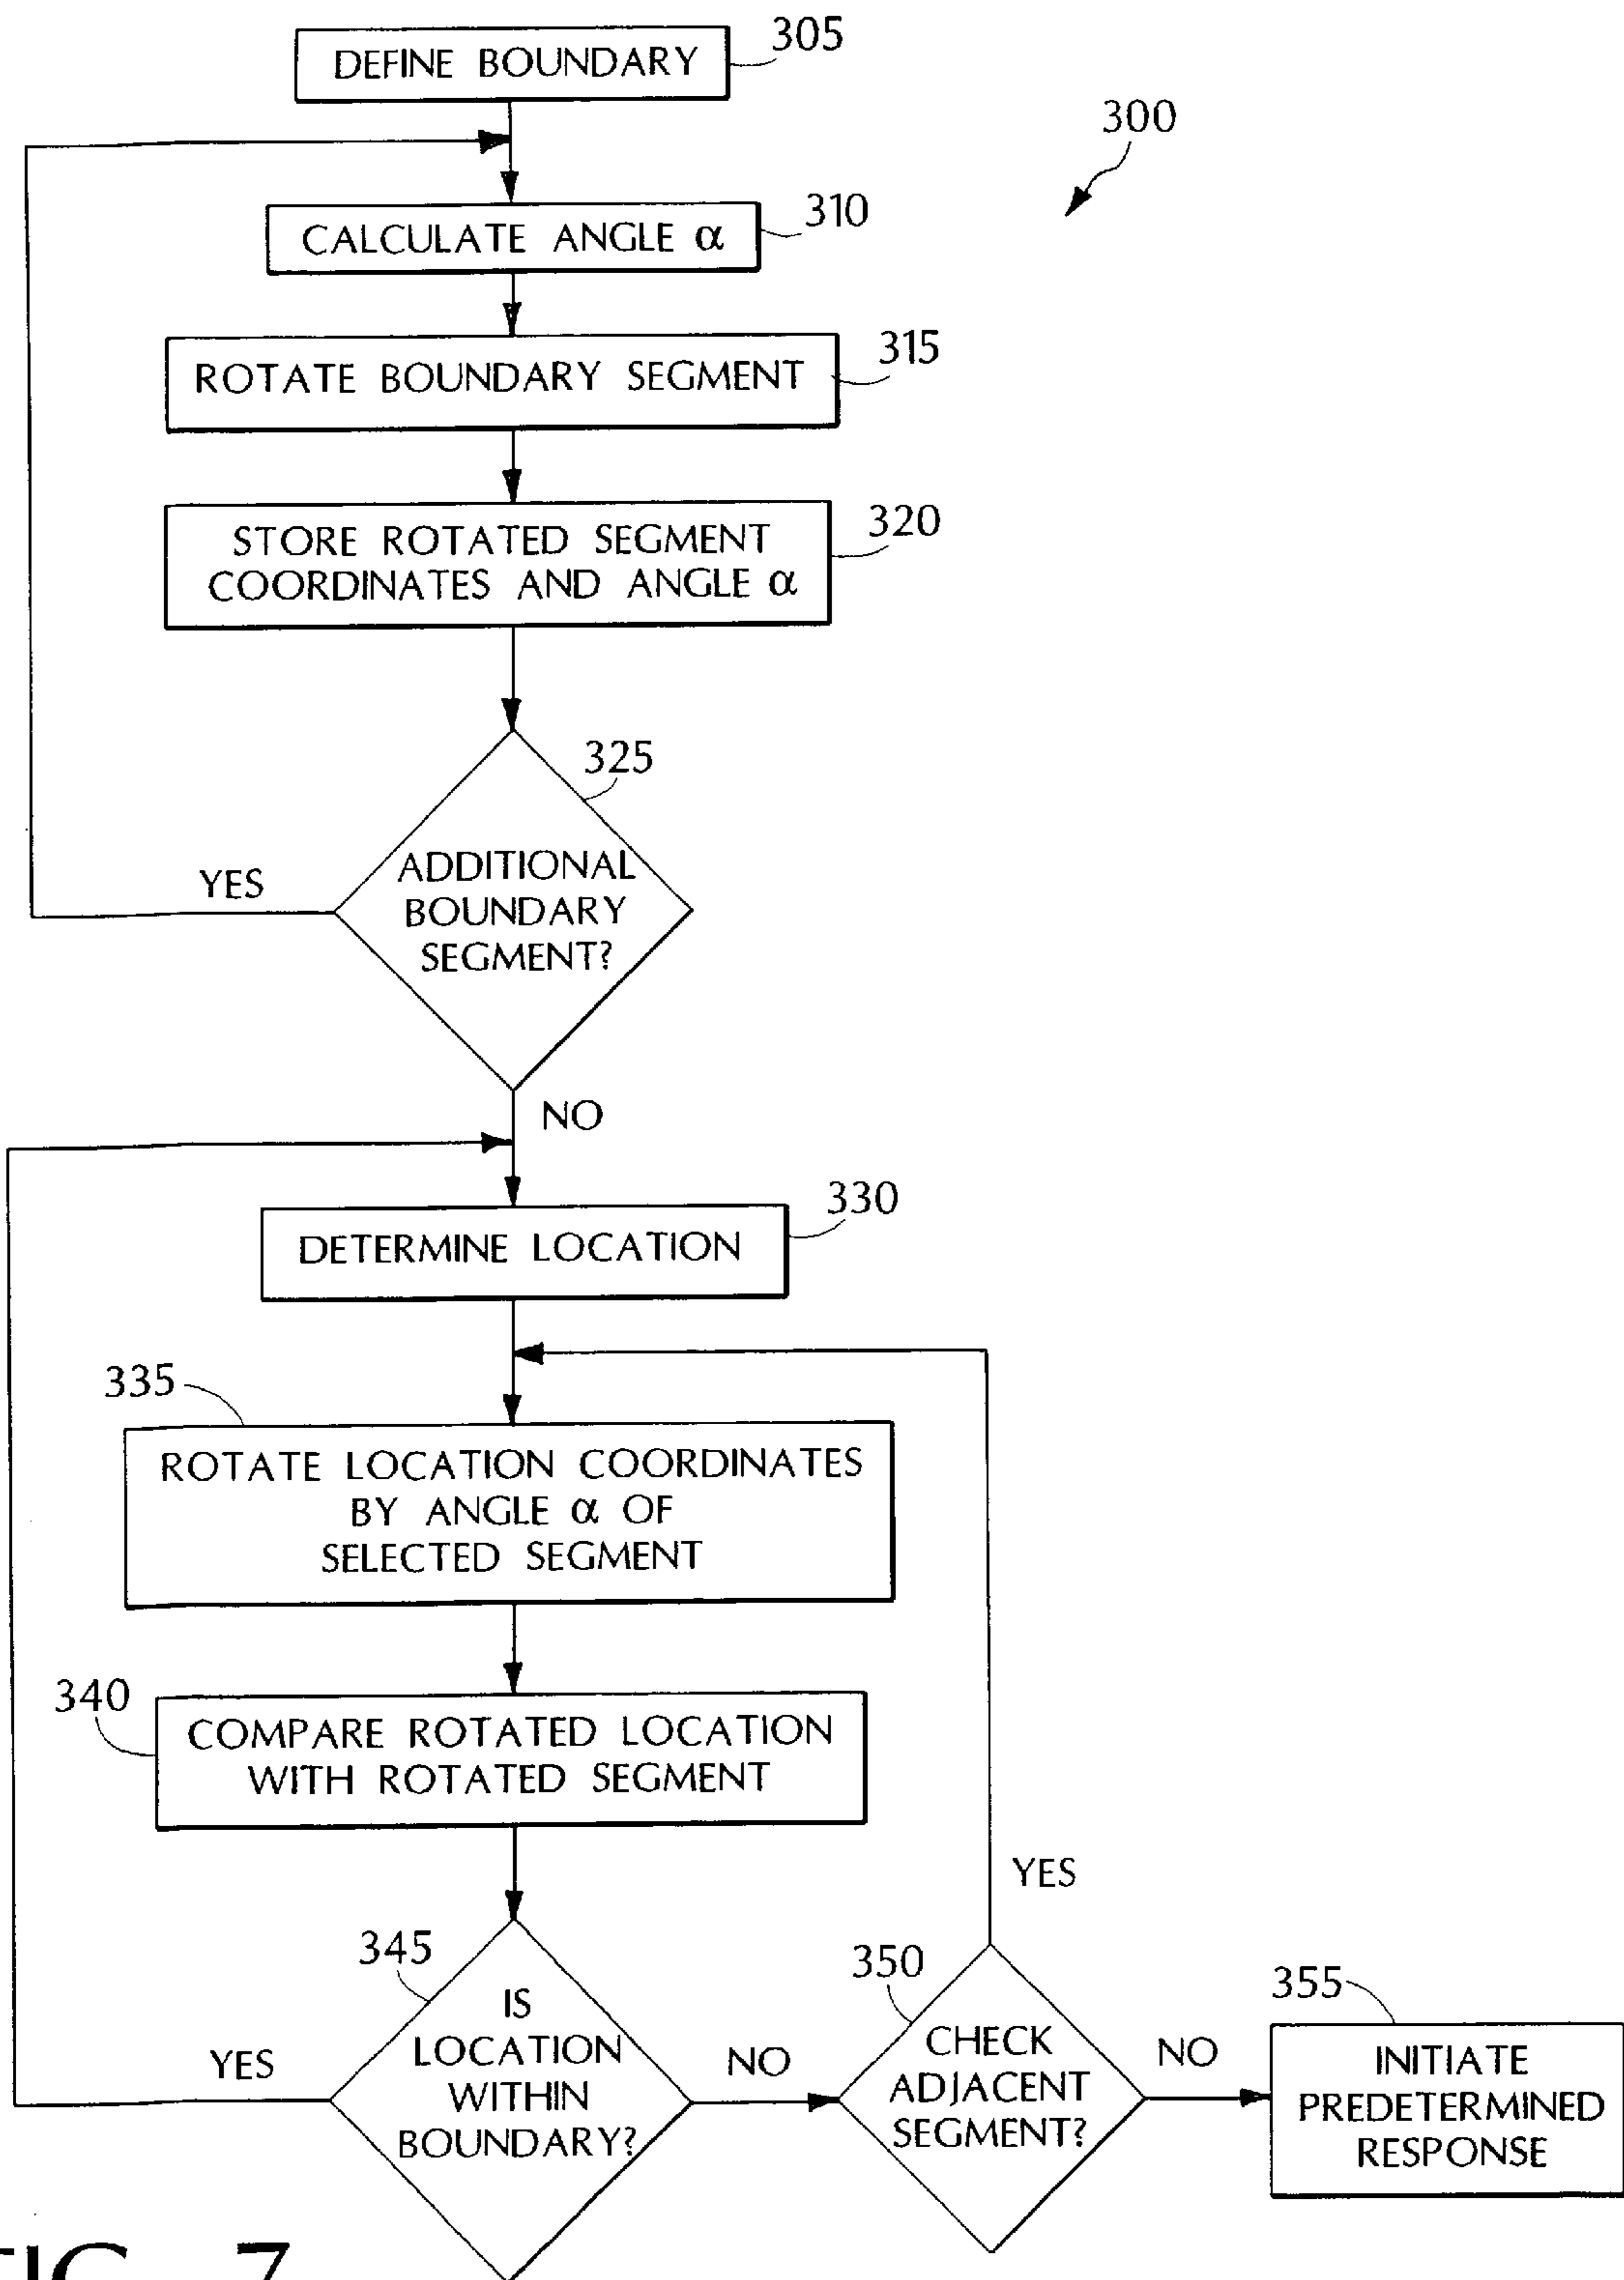 DEFINE BOUNDARY
305
300
CALCULATE ANGLE α
310
ROTATE BOUNDARY SEGMENT
315
STORE ROTATED SEGMENT
COORDINATES AND ANGLE α
320
325
ADDITIONAL
BOUNDARY
SEGMENT?
YES
NO
DETERMINE LOCATION
330
335
ROTATE LOCATION COORDINATES
BY ANGLE α OF
SELECTED SEGMENT
340
COMPARE ROTATED LOCATION
WITH ROTATED SEGMENT
345
IS
LOCATION
WITHIN
BOUNDARY?
YES
NO
350
CHECK
ADJACENT
SEGMENT?
YES
NO
355
INITIATE
PREDETERMINED
RESPONSE
FIG. 7